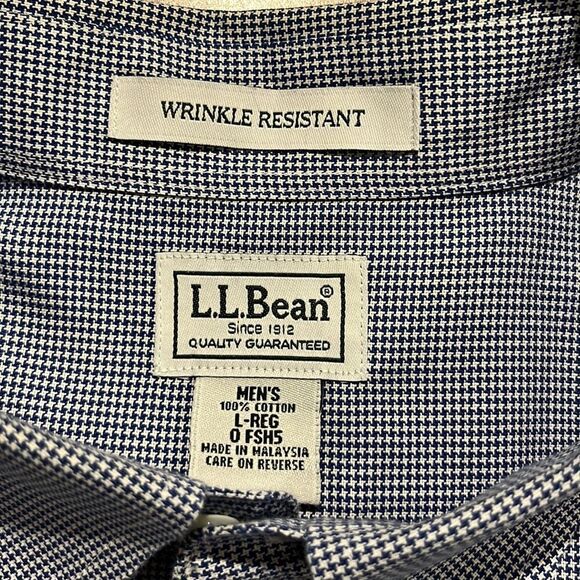 WRINKLE RESISTANT
L.L.Bean®
Since 1912
QUALITY GUARANTEED
MEN'S
100% COTTON
L-REG
0 FSH5
MADE IN MALAYSIA
CARE ON REVERSE